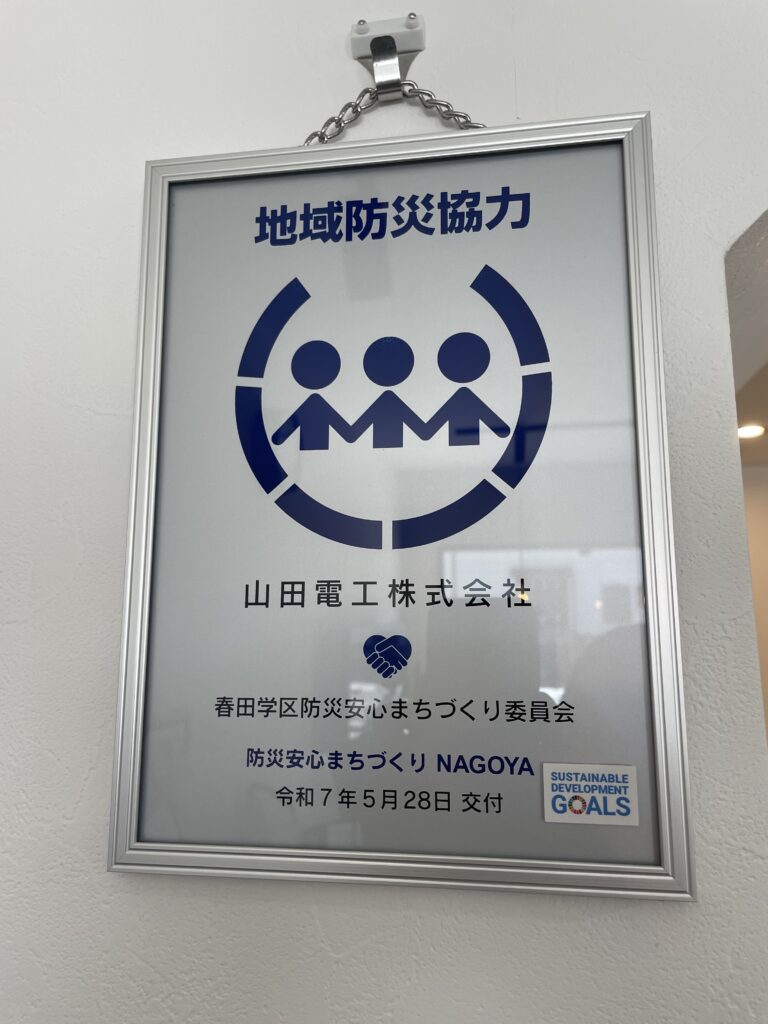 地域防災協力
山田電工株式会社
春田学区防災安心まちづくり委員会
防災安心まちづくり NAGOYA
令和7年5月28日 交付
SUSTAINABLE
DEVELOPMENT
GOALS